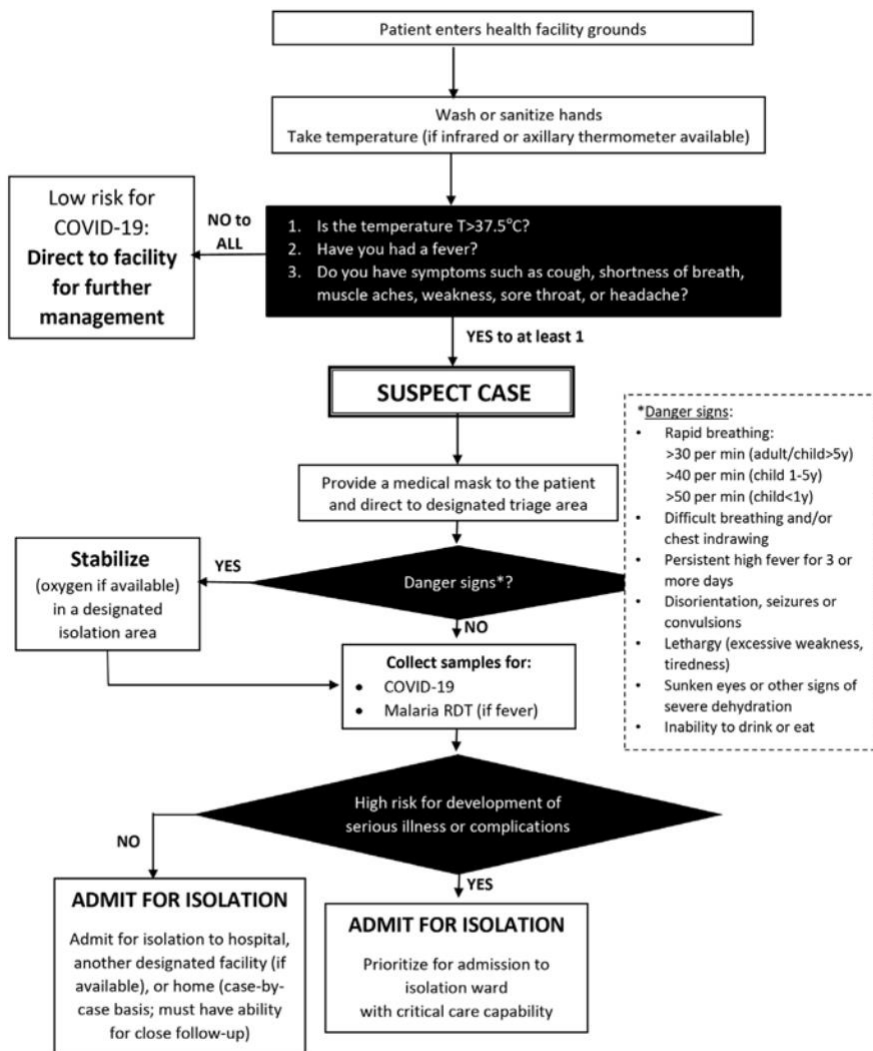 Patient enters health facility grounds
Wash or sanitize hands
Take temperature (if infrared or axillary thermometer available)
Low risk for
COVID-19:
Direct to facility
for further
management
NO to
ALL
1. Is the temperature T>37.5°C?
2. Have you had a fever?
3. Do you have symptoms such as cough, shortness of breath,
muscle aches, weakness, sore throat, or headache?
YES to at least 1
SUSPECT CASE
Provide a medical mask to the patient
and direct to designated triage area
*Danger signs:
• Rapid breathing:
>30 per min (adult/child>5y)
>40 per min (child 1-5y)
>50 per min (child<1y)
• Difficult breathing and/or
chest indrawing
• Persistent high fever for 3 or
more days
• Disorientation, seizures or
convulsions
• Lethargy (excessive weakness,
tiredness)
• Sunken eyes or other signs of
severe dehydration
• Inability to drink or eat
Danger signs*?
YES
Stabilize
(oxygen if available)
in a designated
isolation area
NO
Collect samples for:
• COVID-19
• Malaria RDT (if fever)
High risk for development of
serious illness or complications
NO
ADMIT FOR ISOLATION
Admit for isolation to hospital,
another designated facility (if
available), or home (case-by-
case basis; must have ability
for close follow-up)
YES
ADMIT FOR ISOLATION
Prioritize for admission to
isolation ward
with critical care capability